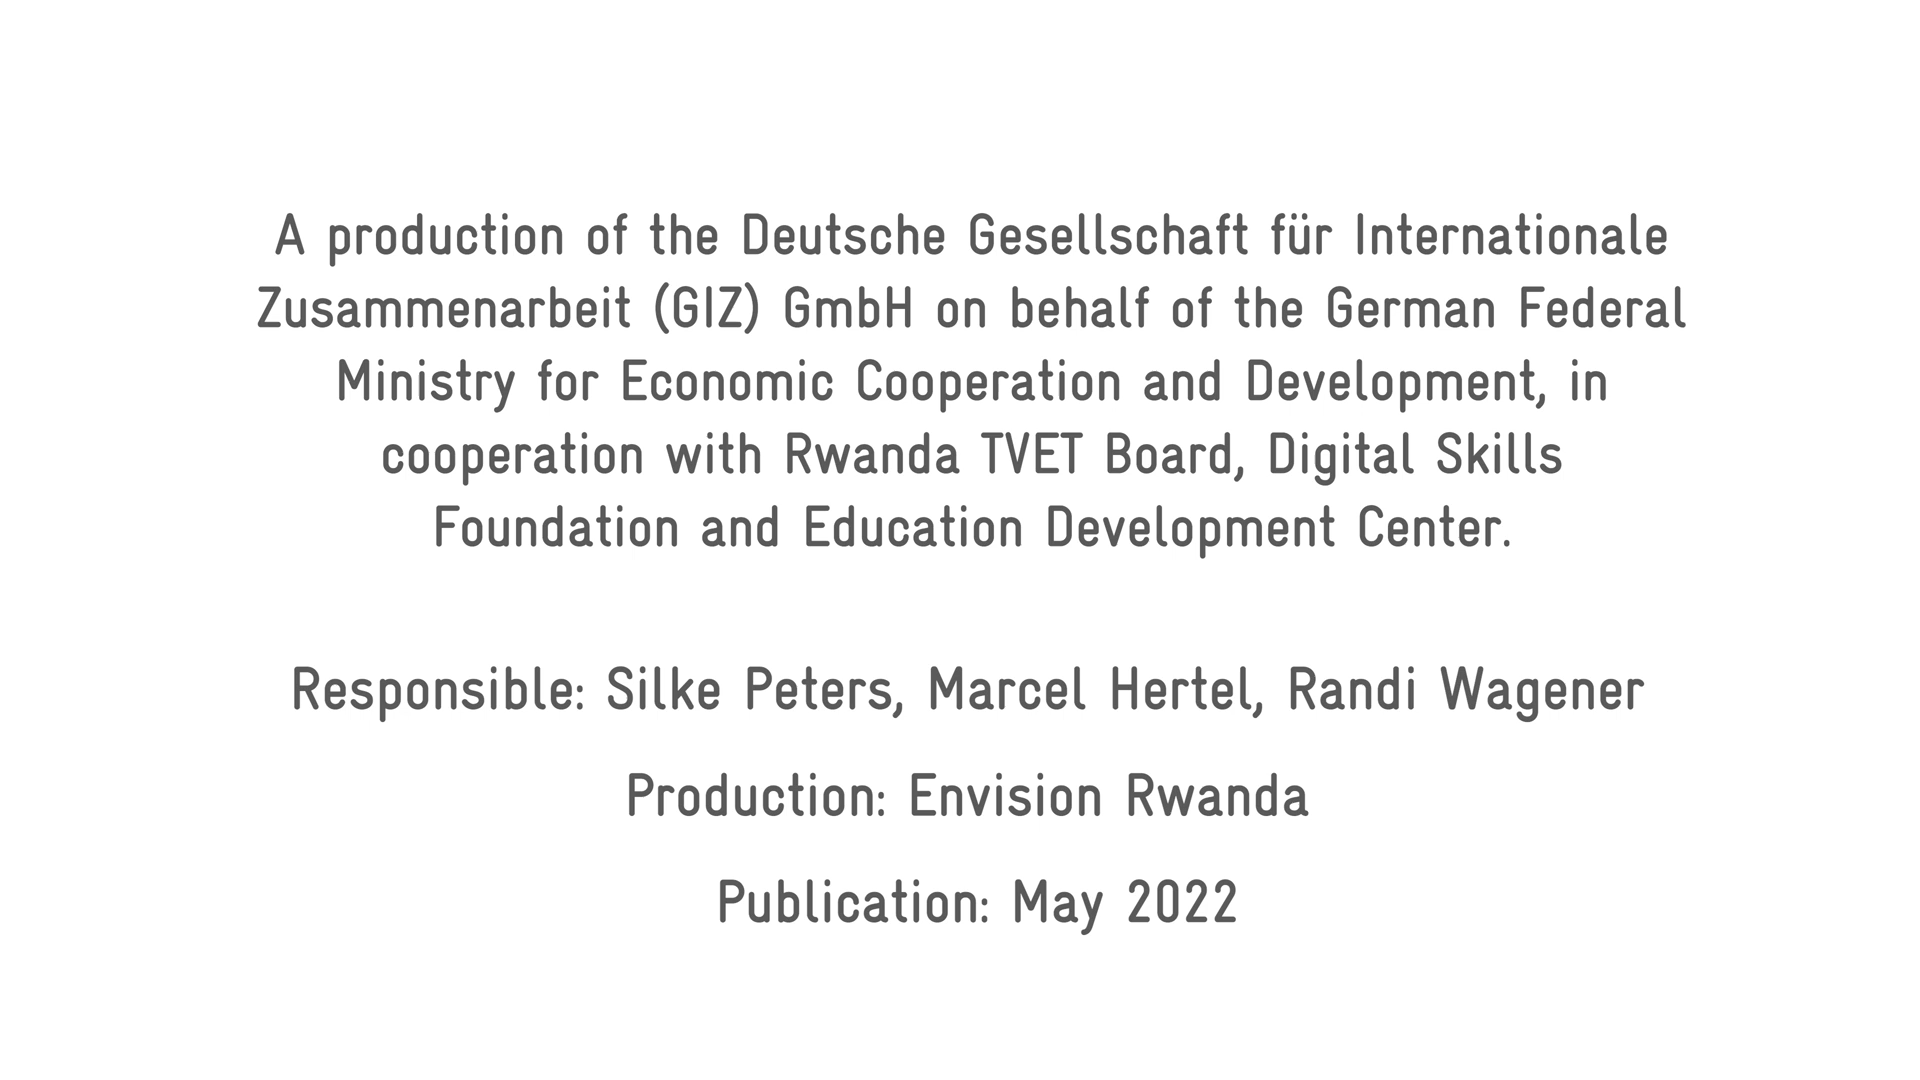 A production of the Deutsche Gesellschaft für Internationale
Zusammenarbeit (GIZ) GmbH on behalf of the German Federal
Ministry for Economic Cooperation and Development, in
cooperation with Rwanda TVET Board, Digital Skills
Foundation and Education Development Center.
Responsible: Silke Peters, Marcel Hertel, Randi Wagener
Production: Envision Rwanda
Publication: May 2022